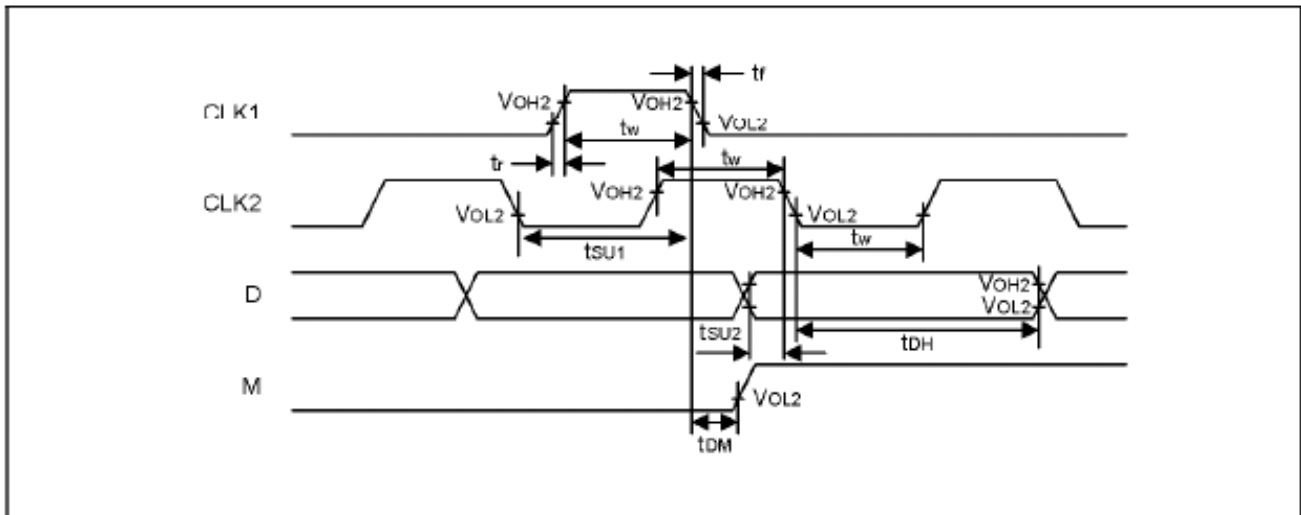 tf
CLK1
VOH2
VOH2
VOL2
tw
tr
tw
CLK2
VOH2
VOH2
VOL2
VOL2
tw
tSU1
D
VOH2
VOL2
tSU2
tDH
M
VOL2
tDM